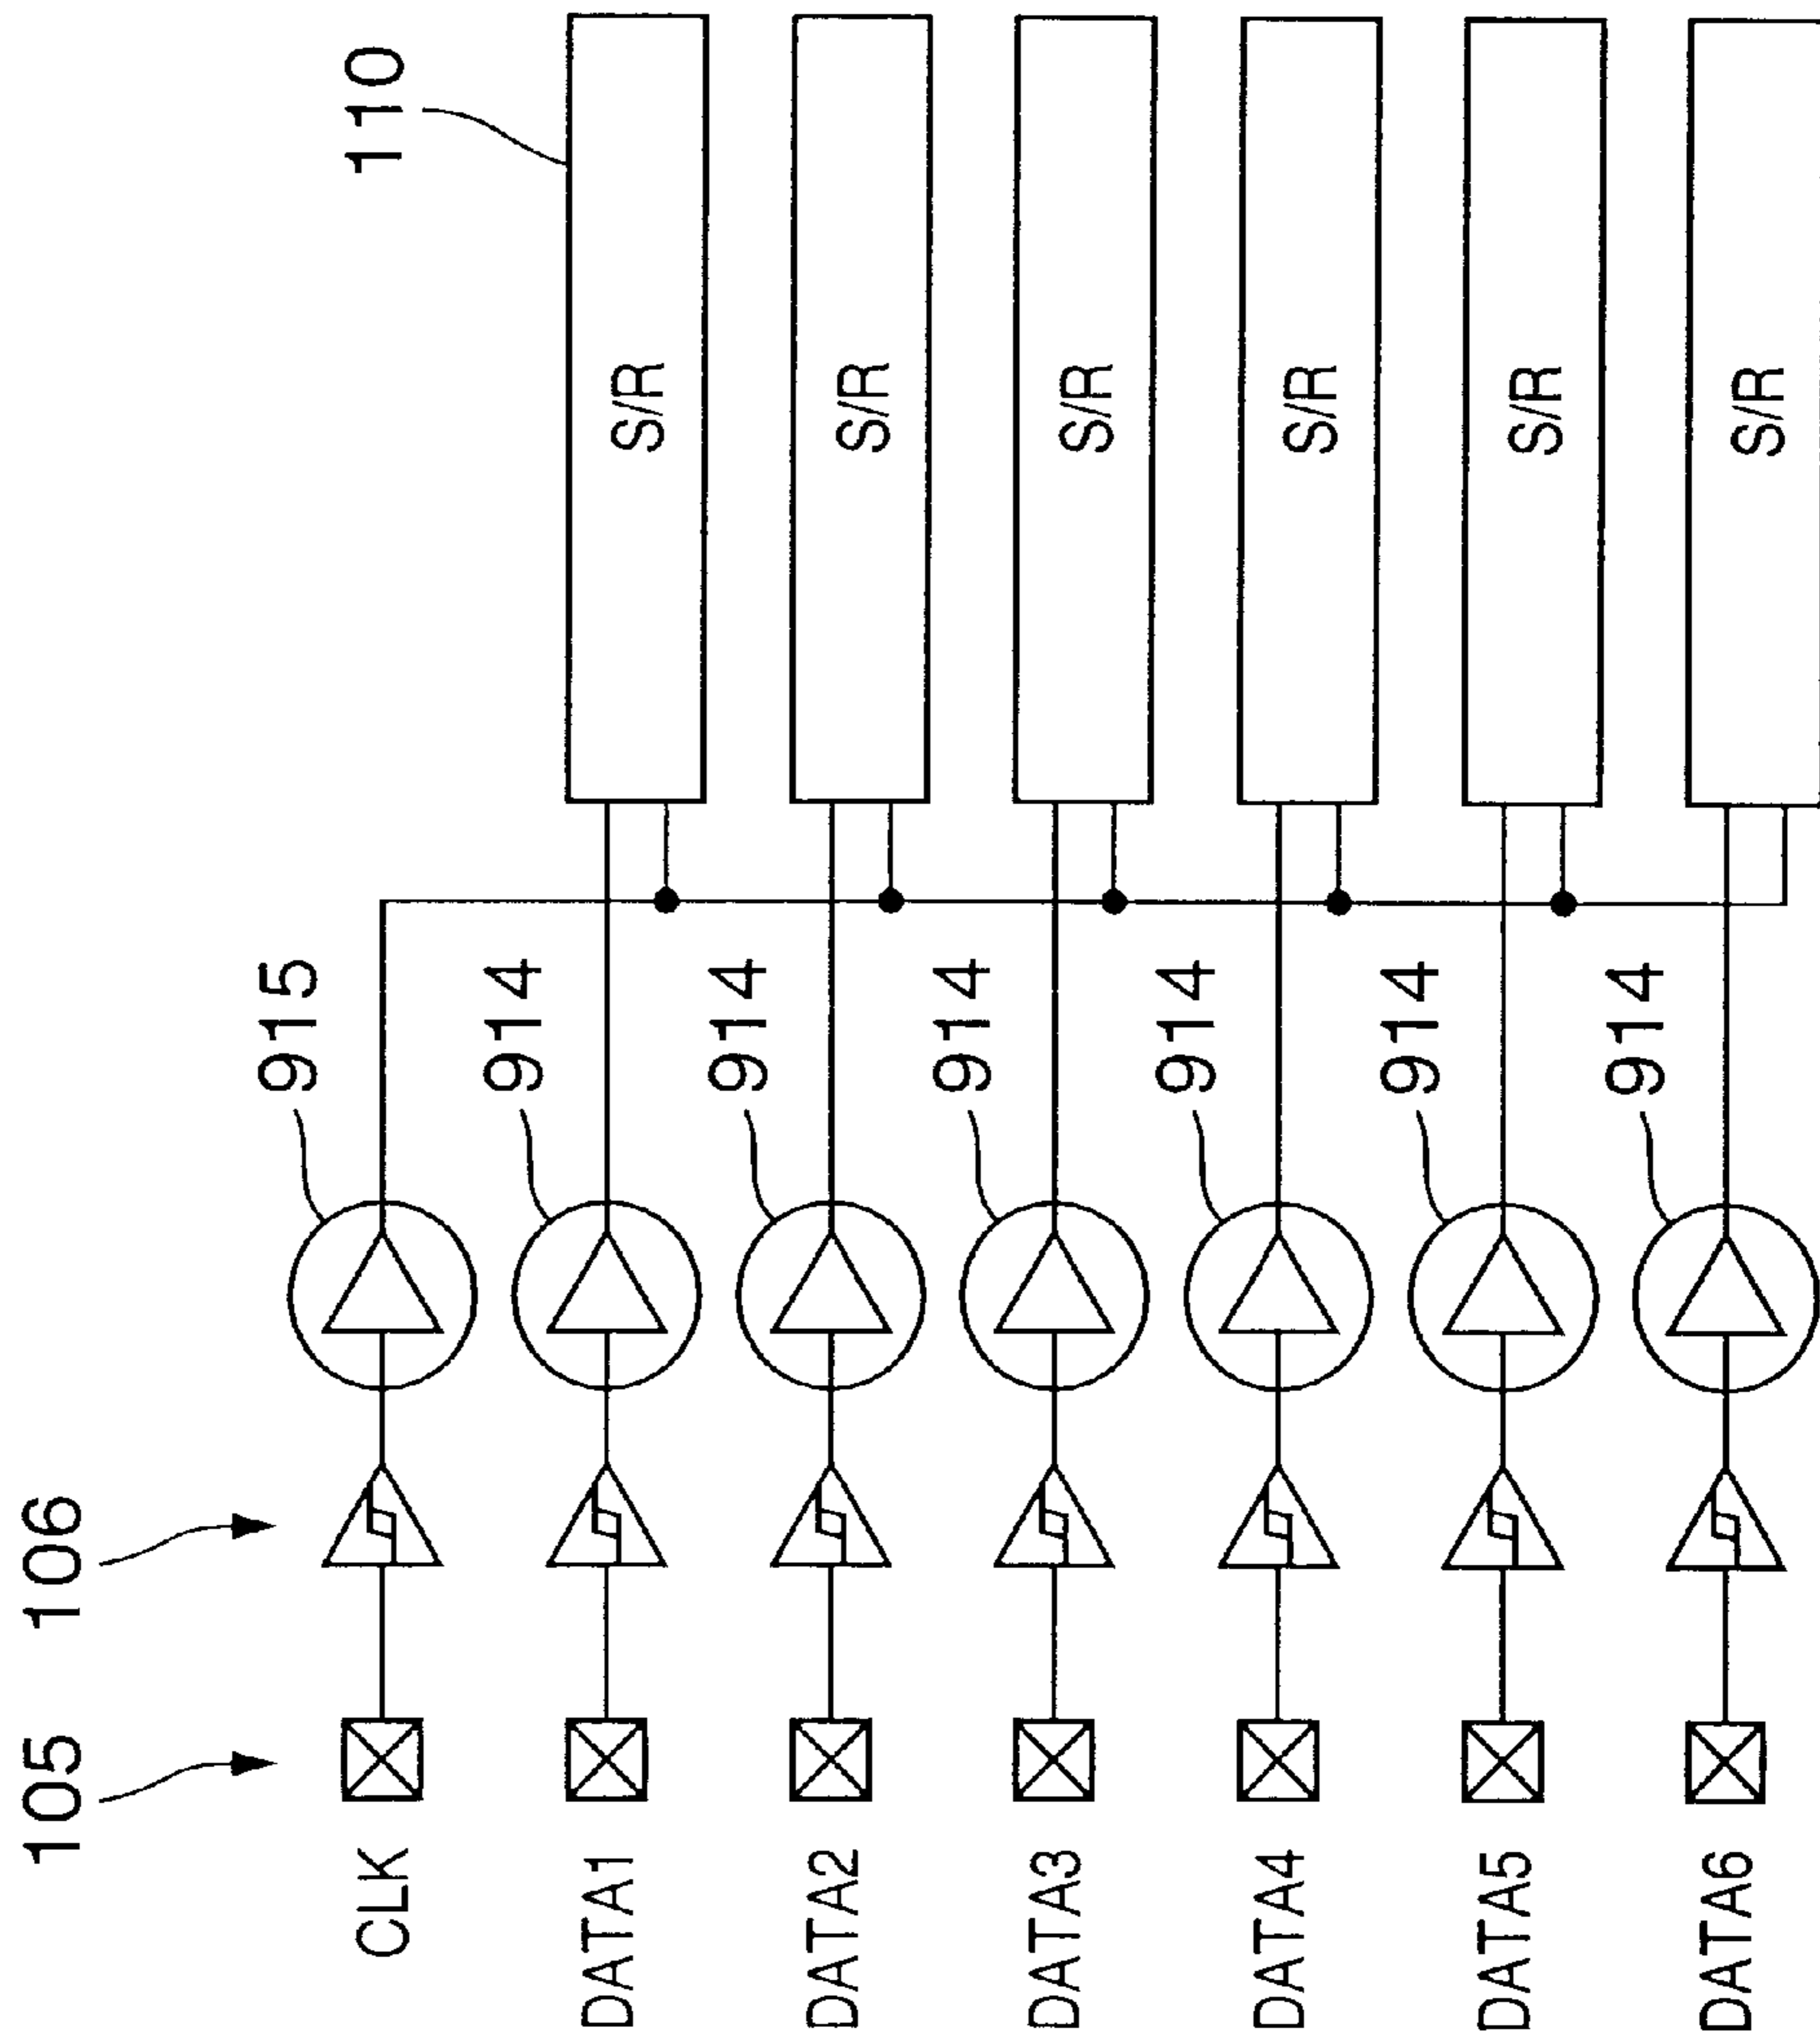 105
106
110
CLK
915
DATA1
914
S/R
DATA2
914
S/R
DATA3
914
S/R
DATA4
914
S/R
DATA5
914
S/R
DATA6
914
S/R